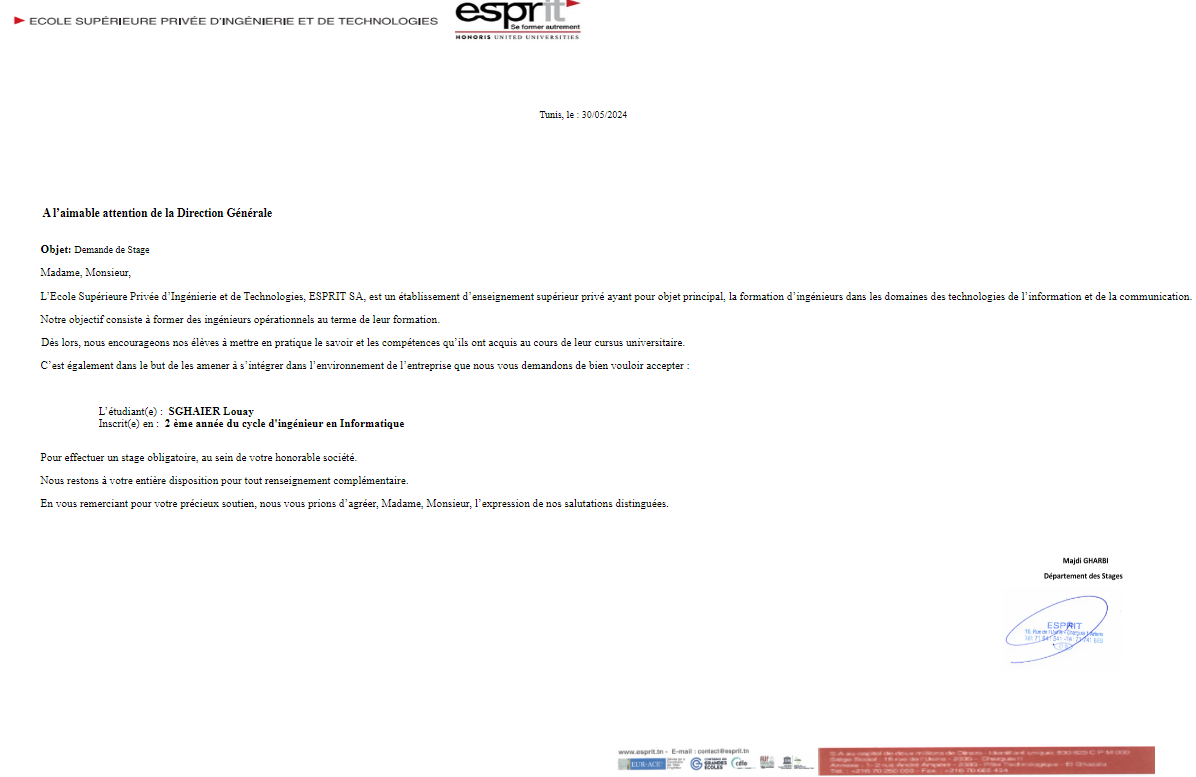 ECOLE SUPÉRIEURE PRIVÉE D'INGÉNIERIE ET DE TECHNOLOGIES
esprit
Se former autrement
HONORIS UNITED UNIVERSITIES
Tunis, le : 30/05/2024
A l'aimable attention de la Direction Générale
Objet: Demande de Stage
Madame, Monsieur,
L'Ecole Supérieure Privée d'Ingénierie et de Technologies, ESPRIT SA, est un établissement d'enseignement supérieur privé ayant pour objet principal, la formation d'ingénieurs dans les domaines des technologies de l'information et de la communication.
Notre objectif consiste à former des ingénieurs opérationnels au terme de leur formation.
Dès lors, nous encourageons nos élèves à mettre en pratique le savoir et les compétences qu'ils ont acquis au cours de leur cursus universitaire.
C'est également dans le but de les amener à s'intégrer dans l'environnement de l'entreprise que nous vous demandons de bien vouloir accepter :
L'étudiant(e) : SGHAIER Louay
Inscrit(e) en : 2 ème année du cycle d'ingénieur en Informatique
Pour effectuer un stage obligatoire, au sein de votre honorable société.
Nous restons à votre entière disposition pour tout renseignement complémentaire.
En vous remerciant pour votre précieux soutien, nous vous prions d'agréer, Madame, Monsieur, l'expression de nos salutations distinguées.
Majdi GHARBI
Département des Stages
ESPRIT
www.esprit.tn - E-mail : contact@esprit.tn
EUR-ACE
GRANDES ECOLES
S.A au capital de deux millions de Dinars - Identifiant unique